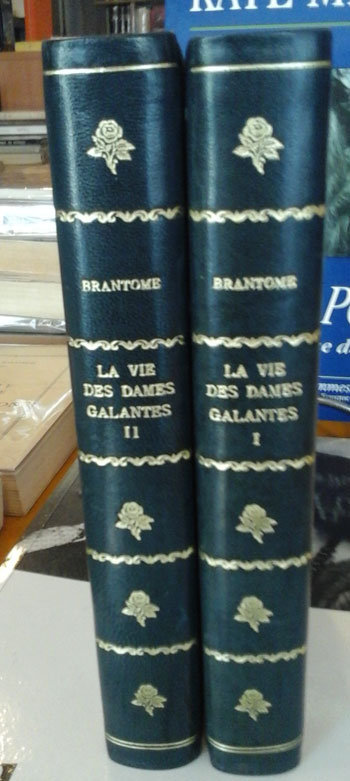 BRANTOME
LA VIE
DES DAMES
GALANTES
II
BRANTOME
LA VIE
DES DAMES
GALANTES
I